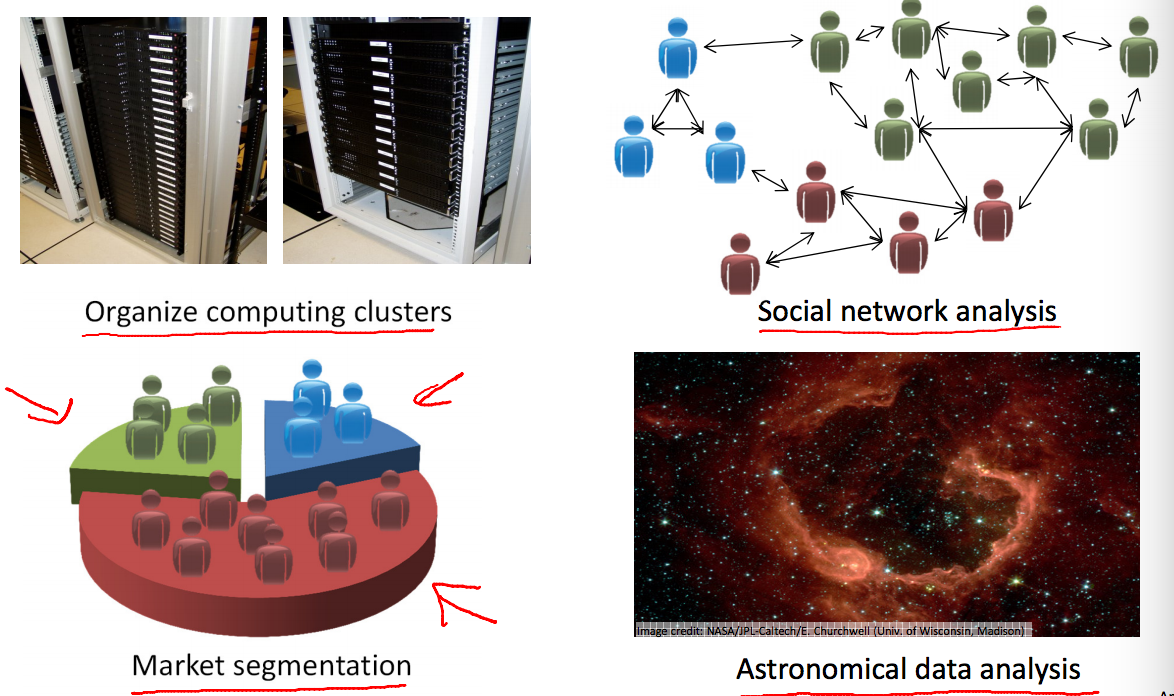 Organize computing clusters
Social network analysis
Image credit: NASA/JPL-Caltech/E. Churchwell (Univ. of Wisconsin, Madison)
Market segmentation
Astronomical data analysis